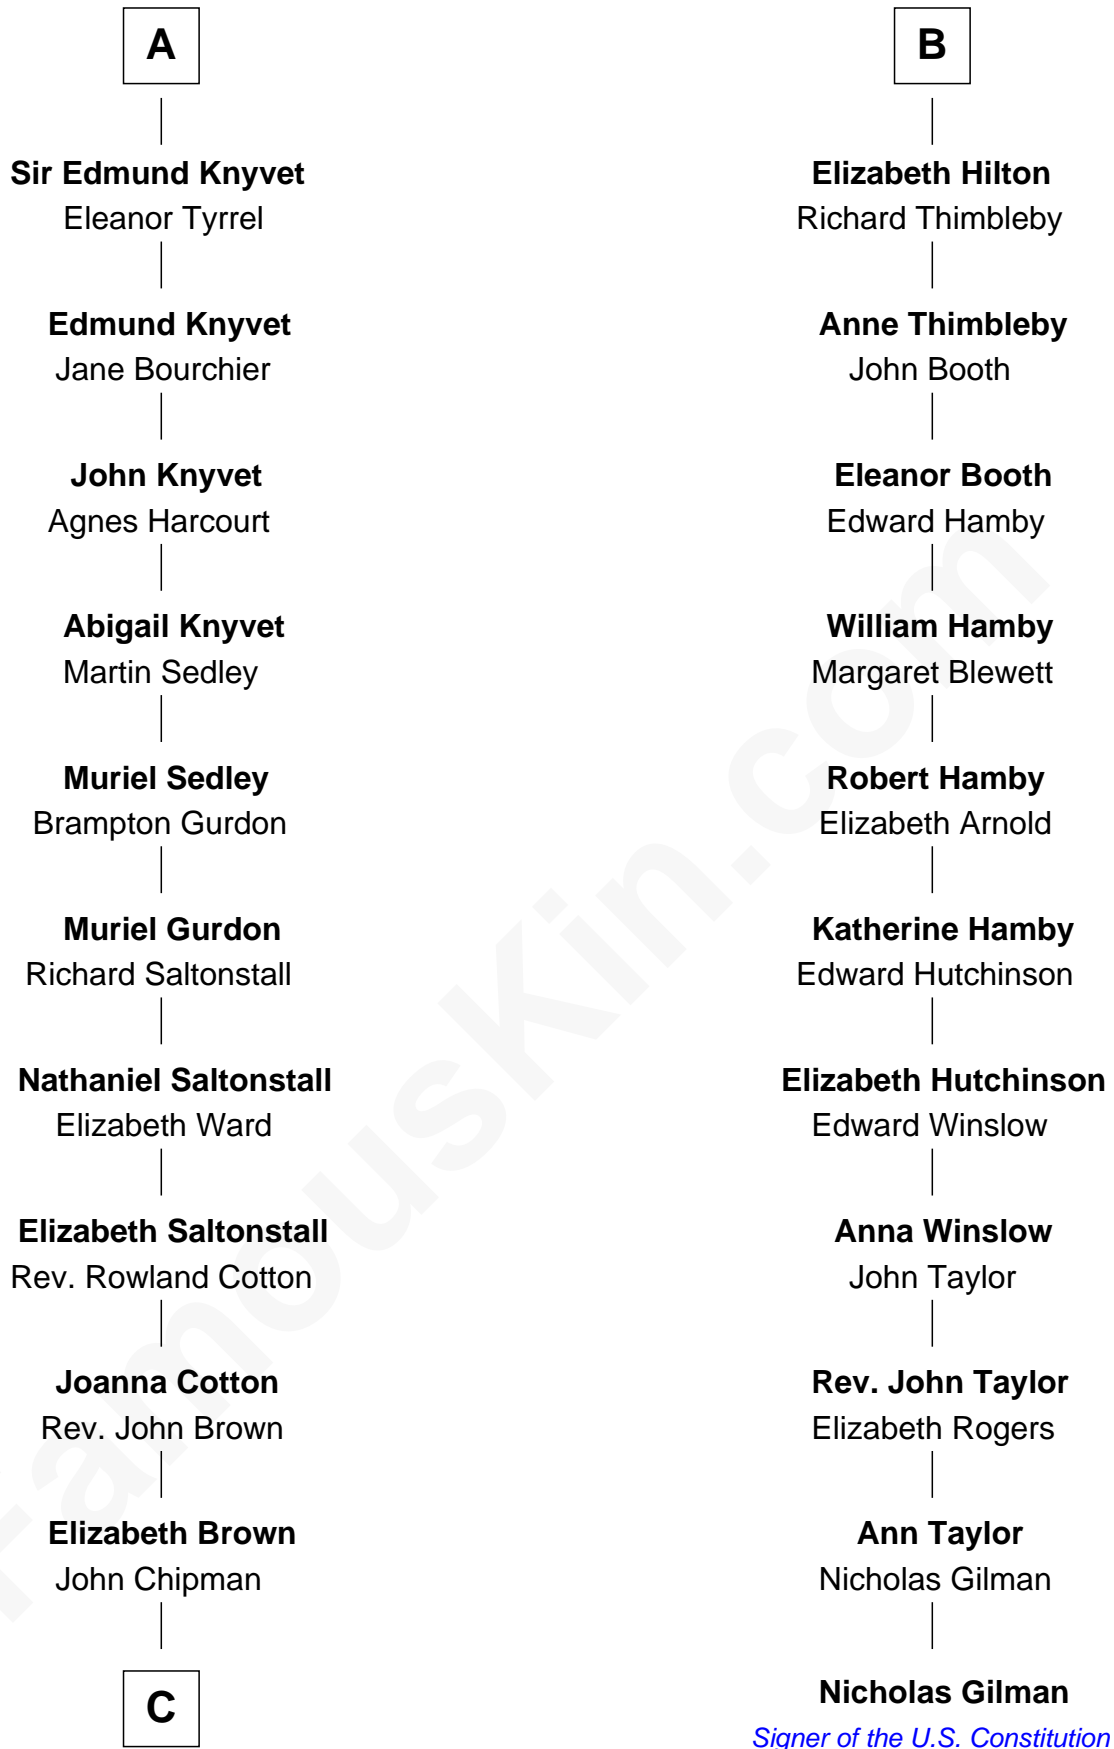 A
Sir Edmund Knyvet
Eleanor Tyrrel
Edmund Knyvet
Jane Bourchier
John Knyvet
Agnes Harcourt
Abigail Knyvet
Martin Sedley
Muriel Sedley
Brampton Gurdon
Muriel Gurdon
Richard Saltonstall
Nathaniel Saltonstall
Elizabeth Ward
Elizabeth Saltonstall
Rev. Rowland Cotton
Joanna Cotton
Rev. John Brown
Elizabeth Brown
John Chipman
C
B
Elizabeth Hilton
Richard Thimbleby
Anne Thimbleby
John Booth
Eleanor Booth
Edward Hamby
William Hamby
Margaret Blewett
Robert Hamby
Elizabeth Arnold
Katherine Hamby
Edward Hutchinson
Elizabeth Hutchinson
Edward Winslow
Anna Winslow
John Taylor
Rev. John Taylor
Elizabeth Rogers
Ann Taylor
Nicholas Gilman
Nicholas Gilman
Signer of the U.S. Constitution
FamousKin.com